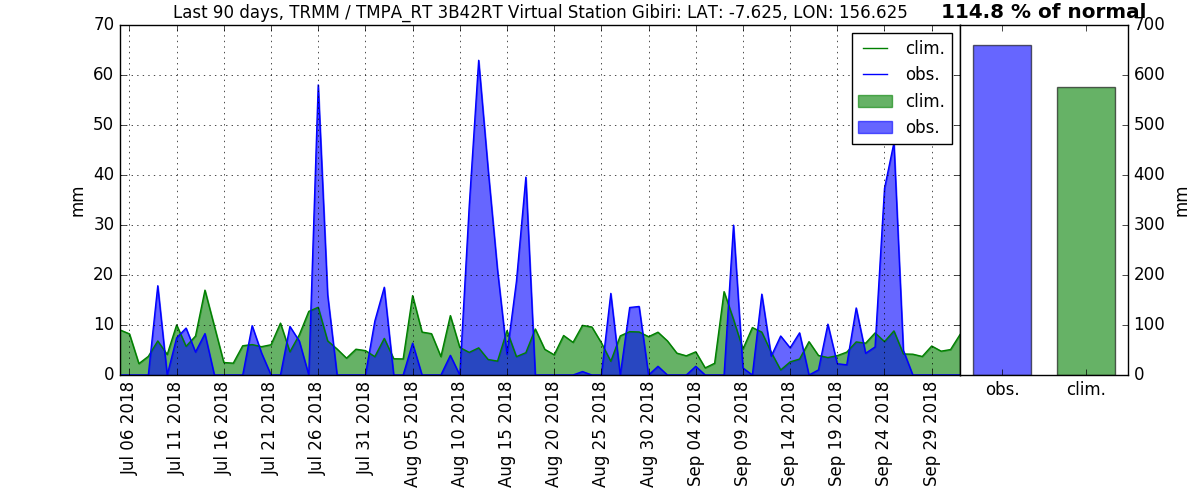 Last 90 days, TRMM / TMPA_RT 3B42RT Virtual Station Gibiri: LAT: -7.625, LON: 156.625
114.8 % of normal
70
60
50
40
30
20
10
0
mm
clim.
obs.
clim.
obs.
Jul 06 2018
Jul 11 2018
Jul 16 2018
Jul 21 2018
Jul 26 2018
Jul 31 2018
Aug 05 2018
Aug 10 2018
Aug 15 2018
Aug 20 2018
Aug 25 2018
Aug 30 2018
Sep 04 2018
Sep 09 2018
Sep 14 2018
Sep 19 2018
Sep 24 2018
Sep 29 2018
700
600
500
400
300
200
100
0
mm
obs.
clim.